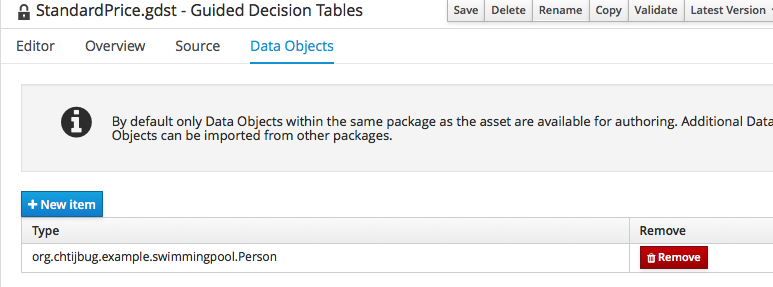 StandardPrice.gdst - Guided Decision Tables
Save Delete Rename Copy Validate Latest Version
Editor Overview Source Data Objects
By default only Data Objects within the same package as the asset are available for authoring. Additional Data
Objects can be imported from other packages.
+ New item
Type Remove
org.chtijbug.example.swimmingpool.Person Remove